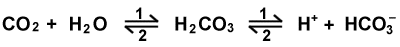 CO₂ + H₂O ⇌ H₂CO₃ ⇌ H⁺ + HCO₃⁻
1 1
2 2